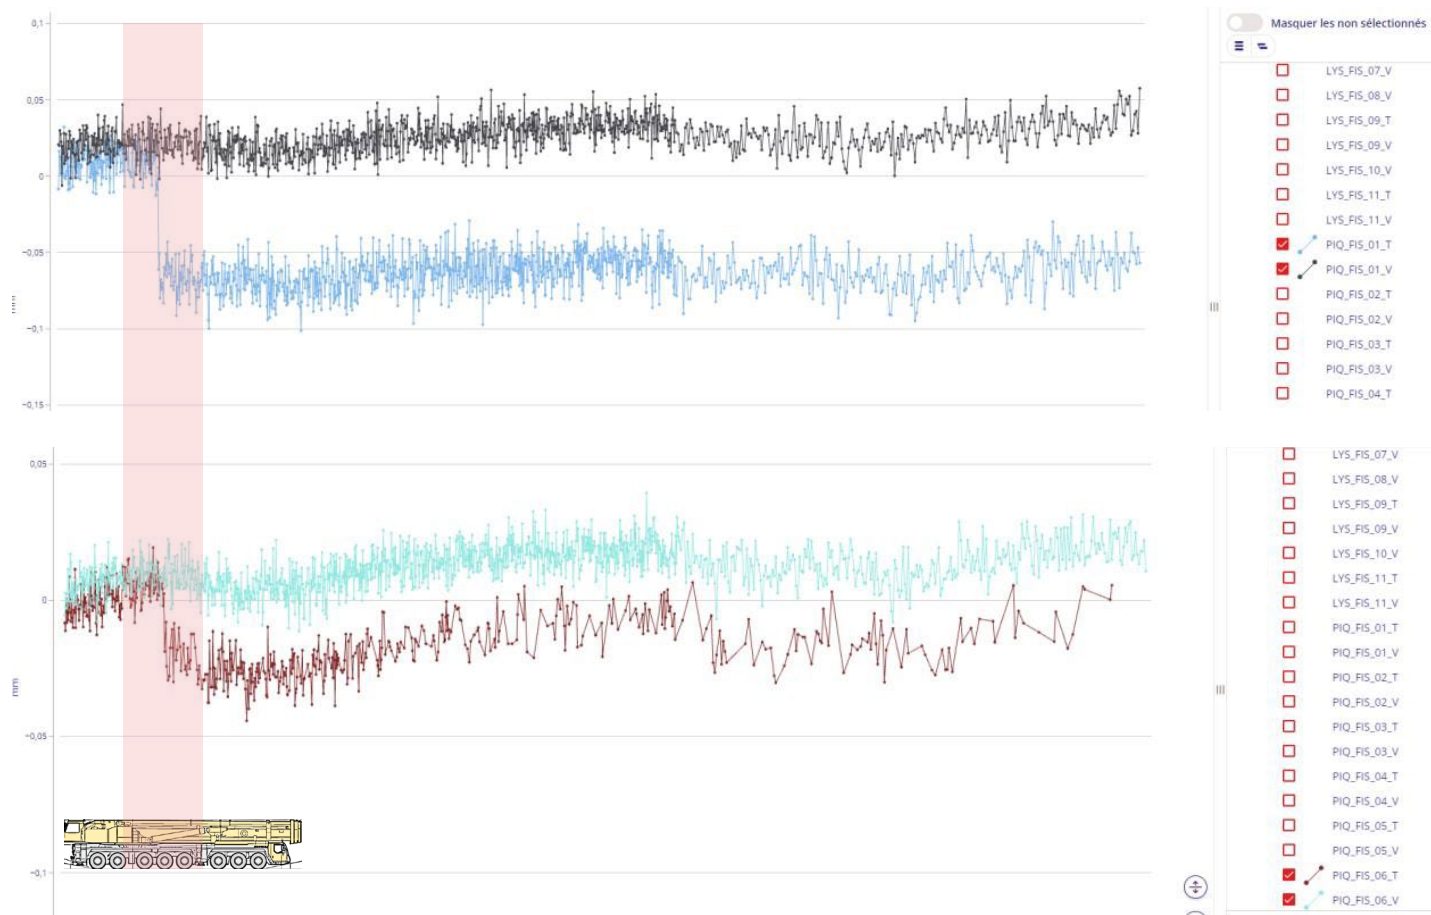 0,1
0,05
0
−0,05
−0,1
−0,15
Masquer les non sélectionnés
LYS_FIS_07_V
LYS_FIS_08_V
LYS_FIS_09_T
LYS_FIS_09_V
LYS_FIS_10_V
LYS_FIS_11_T
LYS_FIS_11_V
PIQ_FIS_01_T
PIQ_FIS_01_V
PIQ_FIS_02_T
PIQ_FIS_02_V
PIQ_FIS_03_T
PIQ_FIS_03_V
PIQ_FIS_04_T
0,05
0
−0,05
−0,1
mm
LYS_FIS_07_V
LYS_FIS_08_V
LYS_FIS_09_T
LYS_FIS_09_V
LYS_FIS_10_V
LYS_FIS_11_T
LYS_FIS_11_V
PIQ_FIS_01_T
PIQ_FIS_01_V
PIQ_FIS_02_T
PIQ_FIS_02_V
PIQ_FIS_03_T
PIQ_FIS_03_V
PIQ_FIS_04_T
PIQ_FIS_04_V
PIQ_FIS_05_T
PIQ_FIS_05_V
PIQ_FIS_06_T
PIQ_FIS_06_V